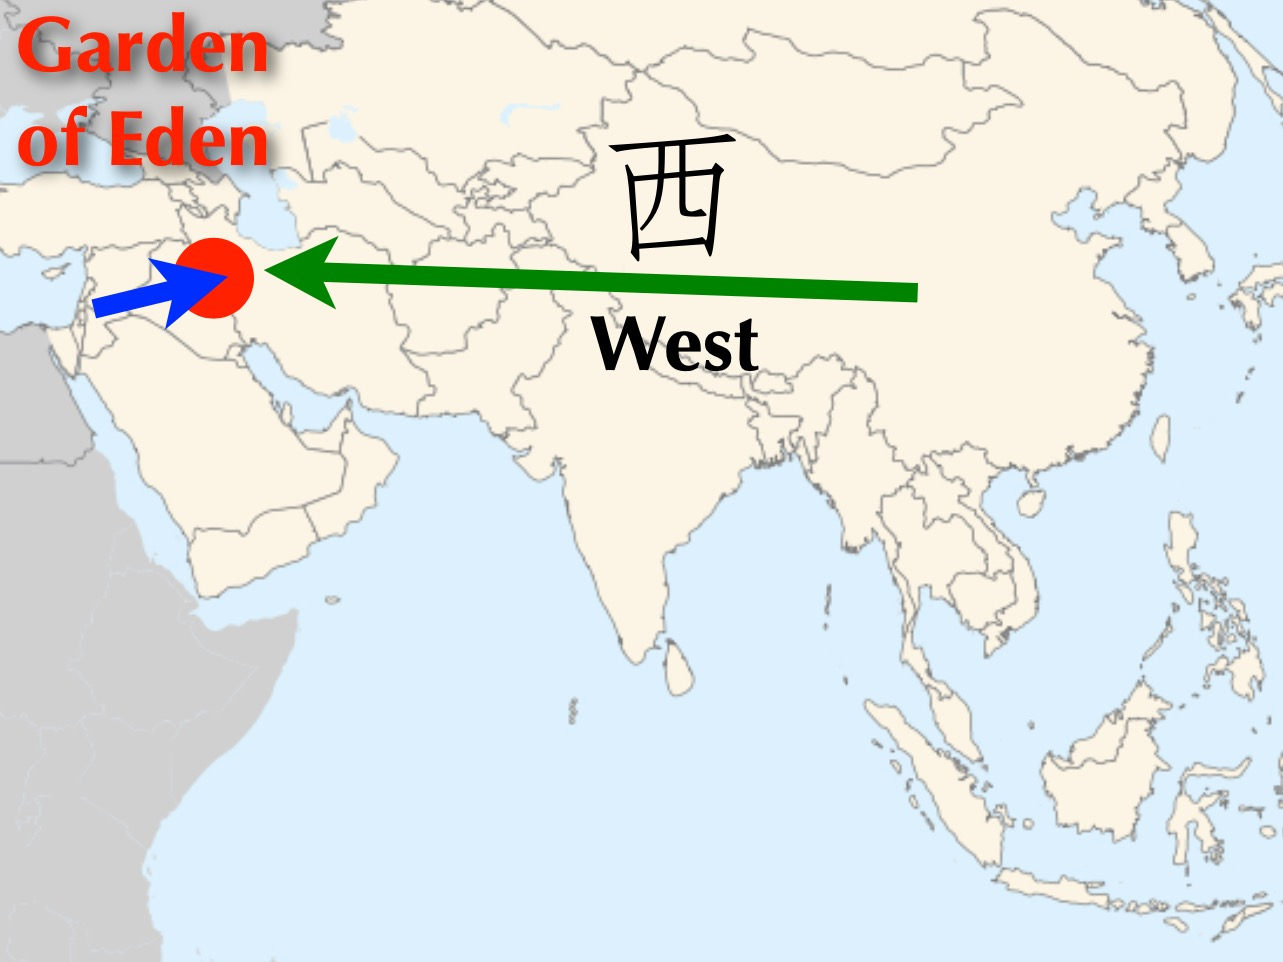 Garden
of Eden
西
West